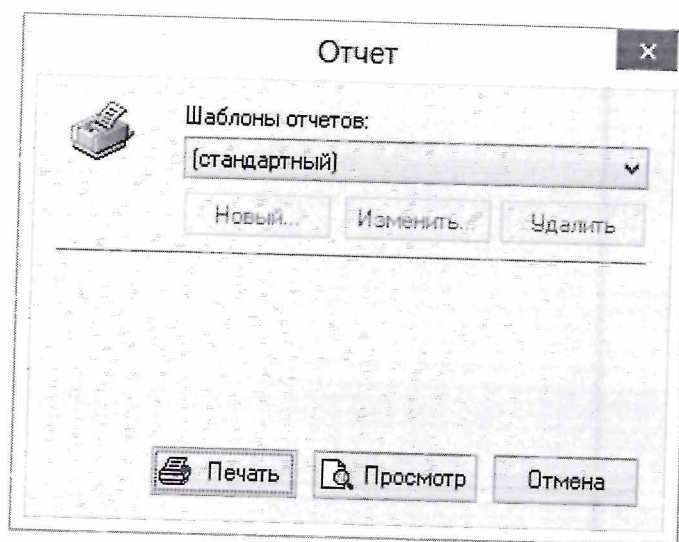 Отчет
Шаблоны отчетов:
(стандартный)
Новый... Изменить... Удалить
Печать Просмотр Отмена